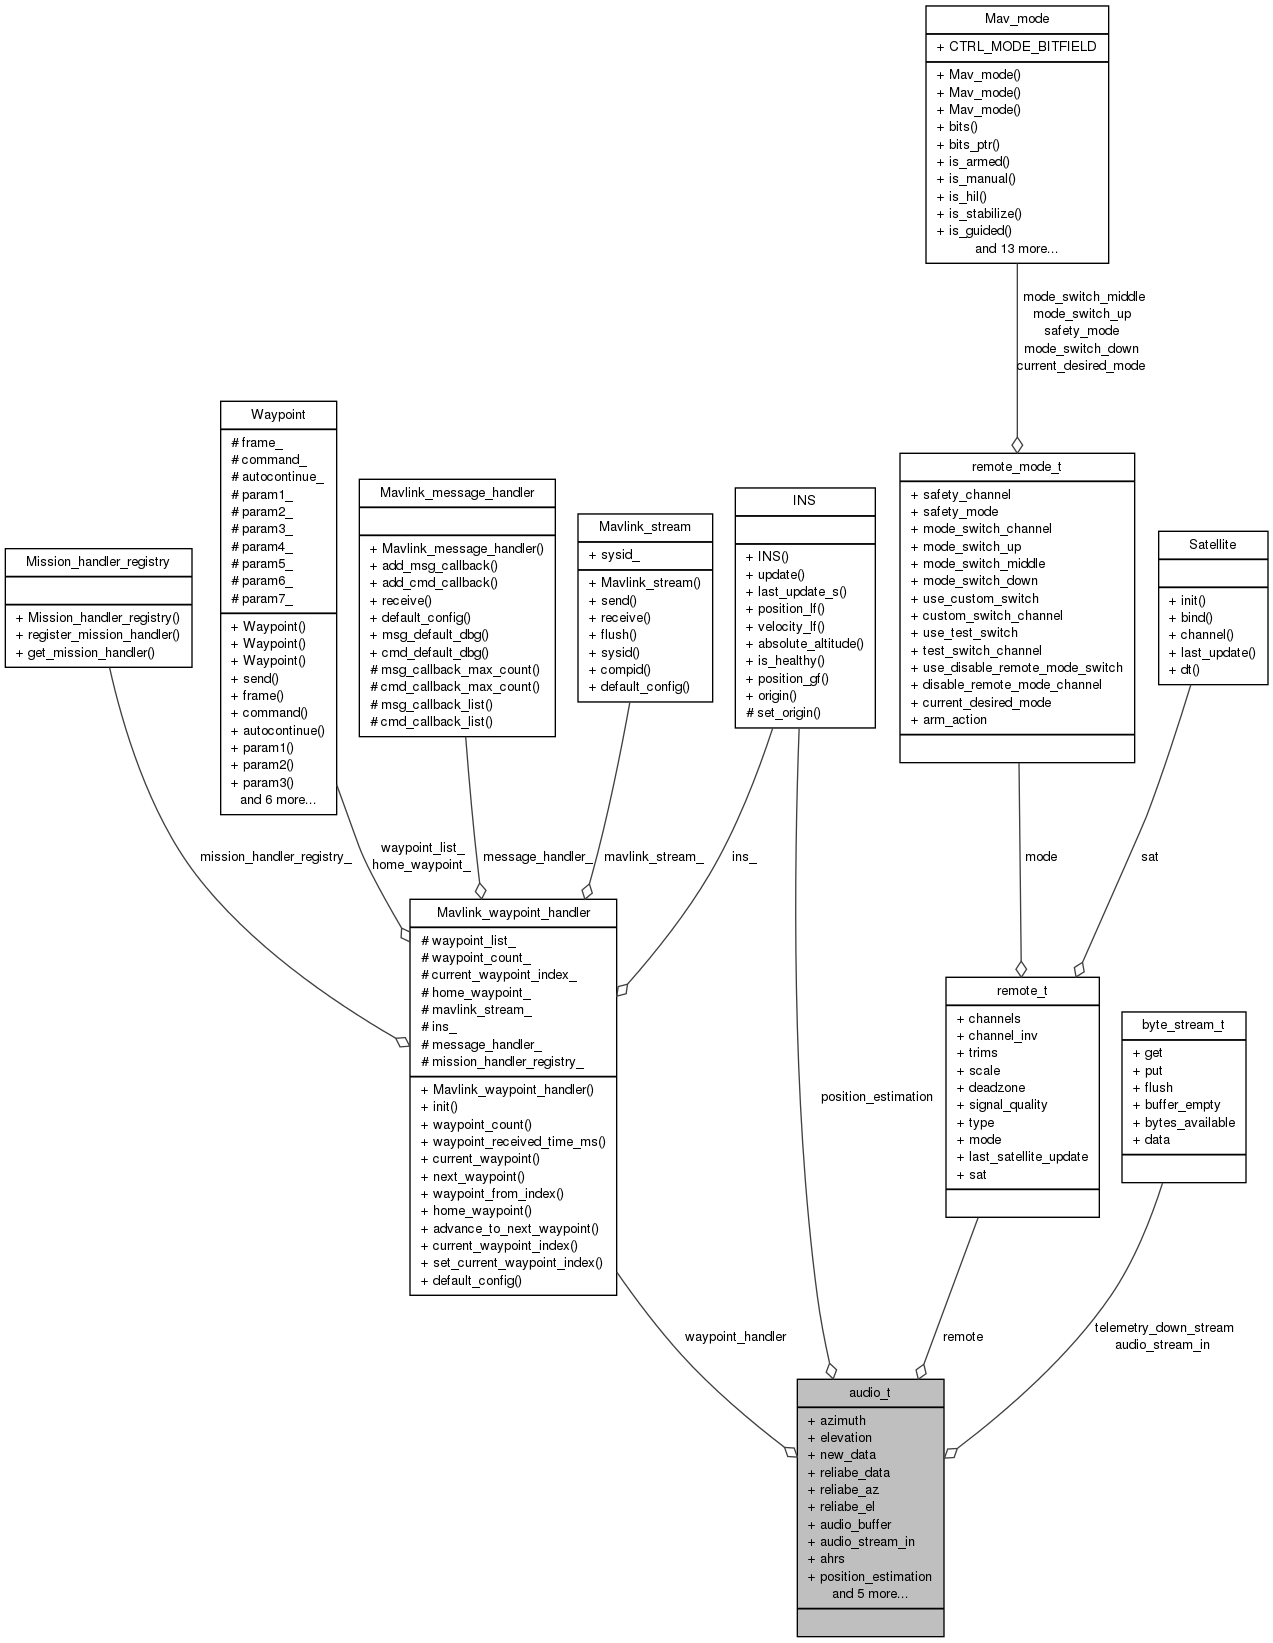 Mav_mode
+ CTRL_MODE_BITFIELD
+ Mav_mode()
+ Mav_mode()
+ Mav_mode()
+ bits()
+ bits_ptr()
+ is_armed()
+ is_manual()
+ is_hil()
+ is_stabilize()
+ is_guided()
and 13 more...
mode_switch_middle
mode_switch_up
safety_mode
mode_switch_down
current_desired_mode
Mission_handler_registry
+ Mission_handler_registry()
+ register_mission_handler()
+ get_mission_handler()
Waypoint
# frame_
# command_
# autocontinue_
# param1_
# param2_
# param3_
# param4_
# param5_
# param6_
# param7_
+ Waypoint()
+ Waypoint()
+ Waypoint()
+ send()
+ frame()
+ command()
+ autocontinue()
+ param1()
+ param2()
+ param3()
and 6 more...
Mavlink_message_handler
+ Mavlink_message_handler()
+ add_msg_callback()
+ add_cmd_callback()
+ receive()
+ default_config()
+ msg_default_dbg()
+ cmd_default_dbg()
# msg_callback_max_count()
# cmd_callback_max_count()
# msg_callback_list()
# cmd_callback_list()
Mavlink_stream
+ sysid_
+ Mavlink_stream()
+ send()
+ receive()
+ flush()
+ sysid()
+ compid()
+ default_config()
INS
+ INS()
+ update()
+ last_update_s()
+ position_lf()
+ velocity_lf()
+ absolute_altitude()
+ is_healthy()
+ position_gf()
+ origin()
# set_origin()
remote_mode_t
+ safety_channel
+ safety_mode
+ mode_switch_channel
+ mode_switch_up
+ mode_switch_middle
+ mode_switch_down
+ use_custom_switch
+ custom_switch_channel
+ use_test_switch
+ test_switch_channel
+ use_disable_remote_mode_switch
+ disable_remote_mode_channel
+ current_desired_mode
+ arm_action
Satellite
+ init()
+ bind()
+ channel()
+ last_update()
+ dt()
mission_handler_registry_
waypoint_list_
home_waypoint_
message_handler_
mavlink_stream_
ins_
mode
sat
Mavlink_waypoint_handler
# waypoint_list_
# waypoint_count_
# current_waypoint_index_
# home_waypoint_
# mavlink_stream_
# ins_
# message_handler_
# mission_handler_registry_
+ Mavlink_waypoint_handler()
+ init()
+ waypoint_count()
+ waypoint_received_time_ms()
+ current_waypoint()
+ next_waypoint()
+ waypoint_from_index()
+ home_waypoint()
+ advance_to_next_waypoint()
+ current_waypoint_index()
+ set_current_waypoint_index()
+ default_config()
position_estimation
remote_t
+ channels
+ channel_inv
+ trims
+ scale
+ deadzone
+ signal_quality
+ type
+ mode
+ last_satellite_update
+ sat
byte_stream_t
+ get
+ put
+ flush
+ buffer_empty
+ bytes_available
+ data
waypoint_handler
remote
telemetry_down_stream
audio_stream_in
audio_t
+ azimuth
+ elevation
+ new_data
+ reliabe_data
+ reliabe_az
+ reliabe_el
+ audio_buffer
+ audio_stream_in
+ ahrs
+ position_estimation
and 5 more...